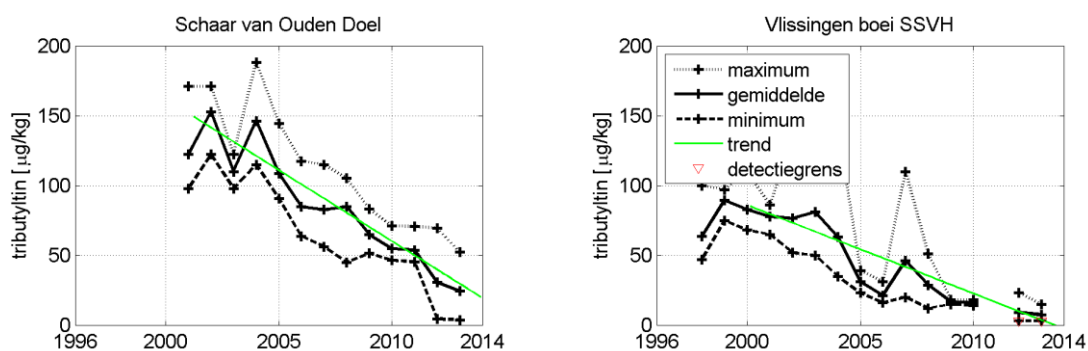 Schaar van Ouden Doel
tributyltin [µg/kg]
200
150
100
50
0
1996 2000 2005 2010 2014
Vlissingen boei SSVH
tributyltin [µg/kg]
200
150
100
50
0
1996 2000 2005 2010 2014
maximum
gemiddelde
minimum
trend
detectiegrens